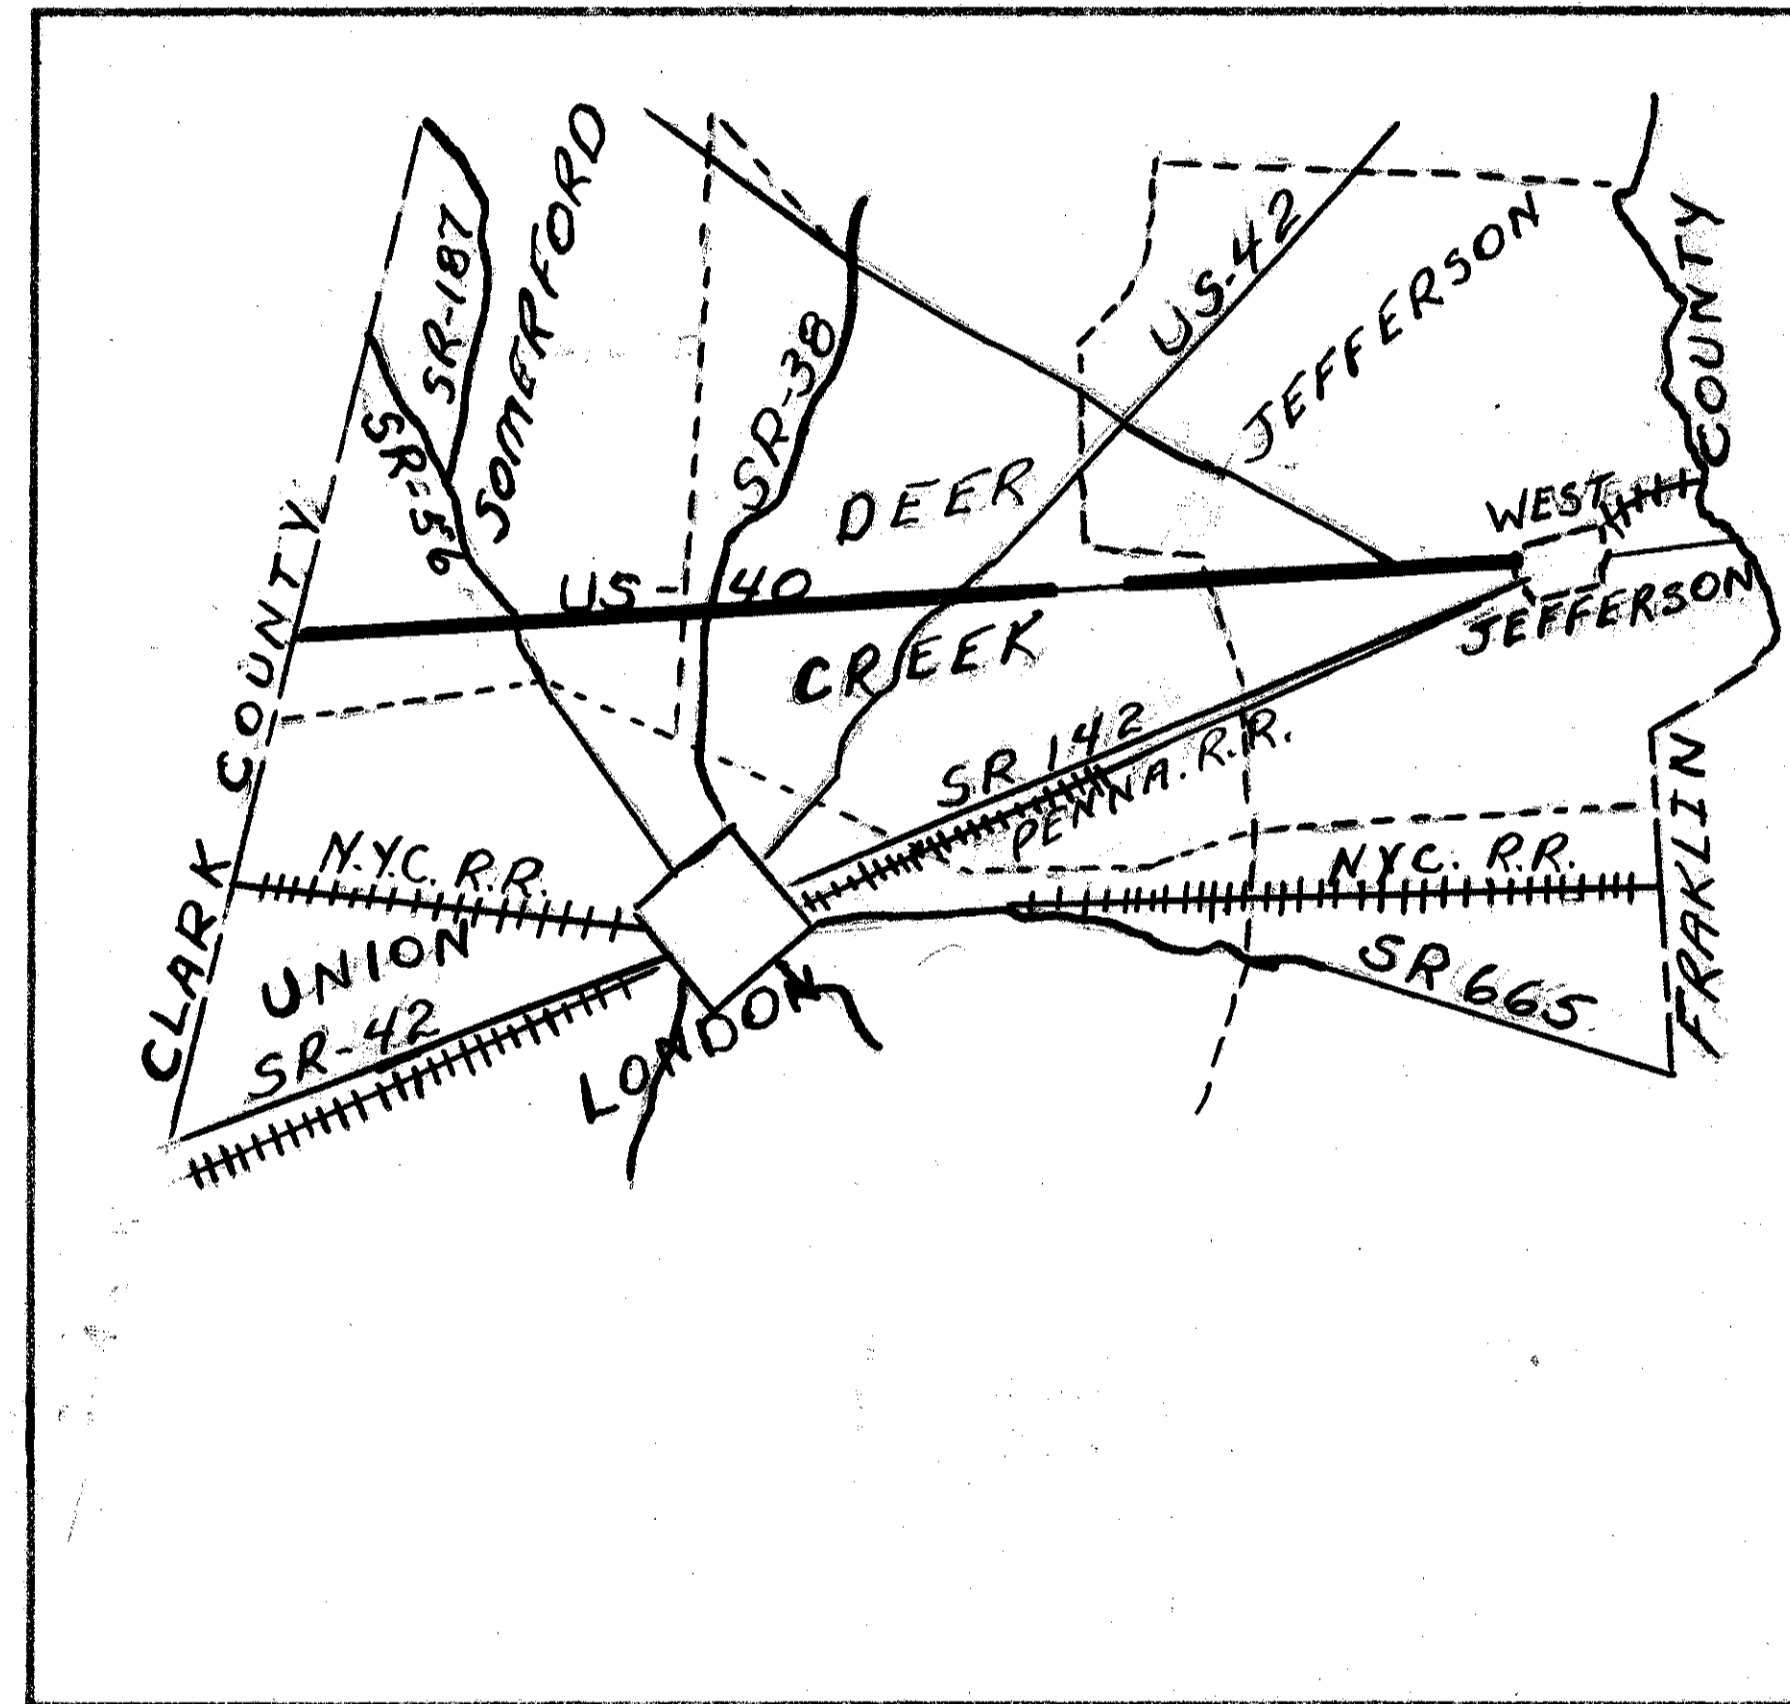 SOMERFORD
SR-187
SR-56
US-42
JEFFERSON
COUNTY
SR-38
DEER
WEST
JEFFERSON
US-40
CREEK
CLARK COUNTY
SR 142
PENNA. R.R.
N.Y.C. R.R.
N.Y.C. R.R.
FRAKLIN
UNION
SR-42
SR 665
LONDON